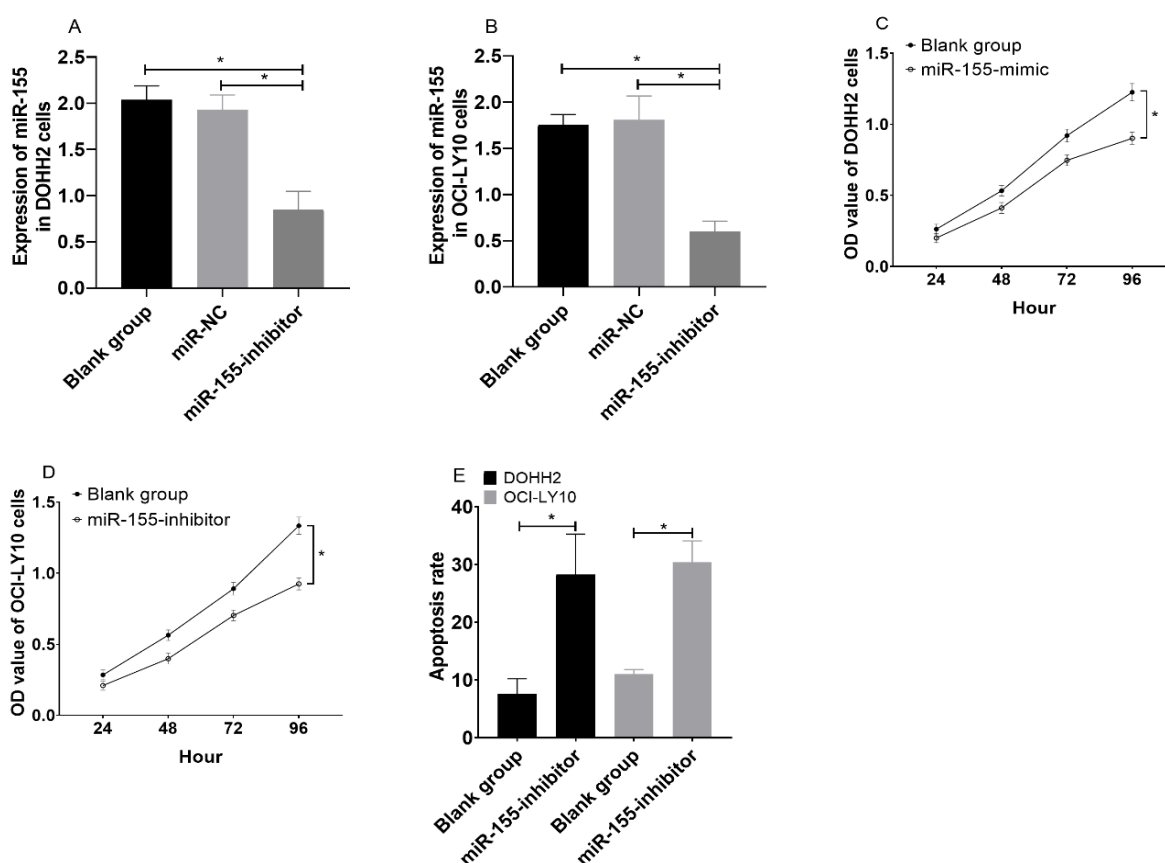 A
Expression of miR-155
in DOHH2 cells
2.5
2.0
1.5
1.0
0.5
0.0
*
*
Blank group
miR-NC
miR-155-inhibitor
B
Expression of miR-155
in OCI-LY10 cells
2.5
2.0
1.5
1.0
0.5
0.0
*
*
Blank group
miR-NC
miR-155-inhibitor
C
Blank group
miR-155-mimic
OD value of DOHH2 cells
1.5
1.0
0.5
0.0
*
24 48 72 96
Hour
D
Blank group
miR-155-inhibitor
OD value of OCI-LY10 cells
1.5
1.0
0.5
0.0
*
24 48 72 96
Hour
E
DOHH2
OCI-LY10
Apoptosis rate
40
30
20
10
0
*
*
Blank group
miR-155-inhibitor
Blank group
miR-155-inhibitor